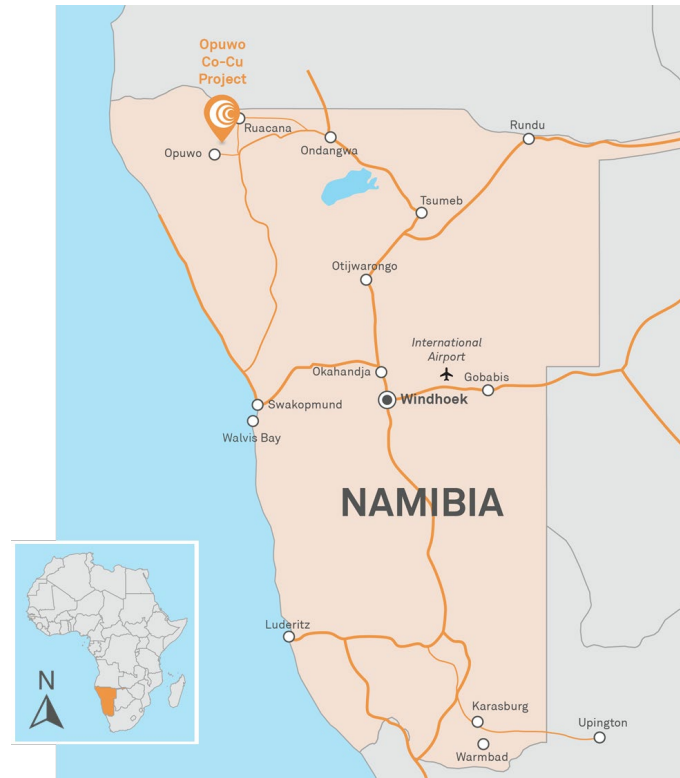 Opuwo
Co-Cu
Project
Ruacana
Rundu
Ondangwa
Opuwo
Tsumeb
Otijwarongo
International
Airport
Okahandja
Gobabis
Windhoek
Swakopmund
Walvis Bay
NAMIBIA
Luderitz
N
Karasburg
Upington
Warmbad